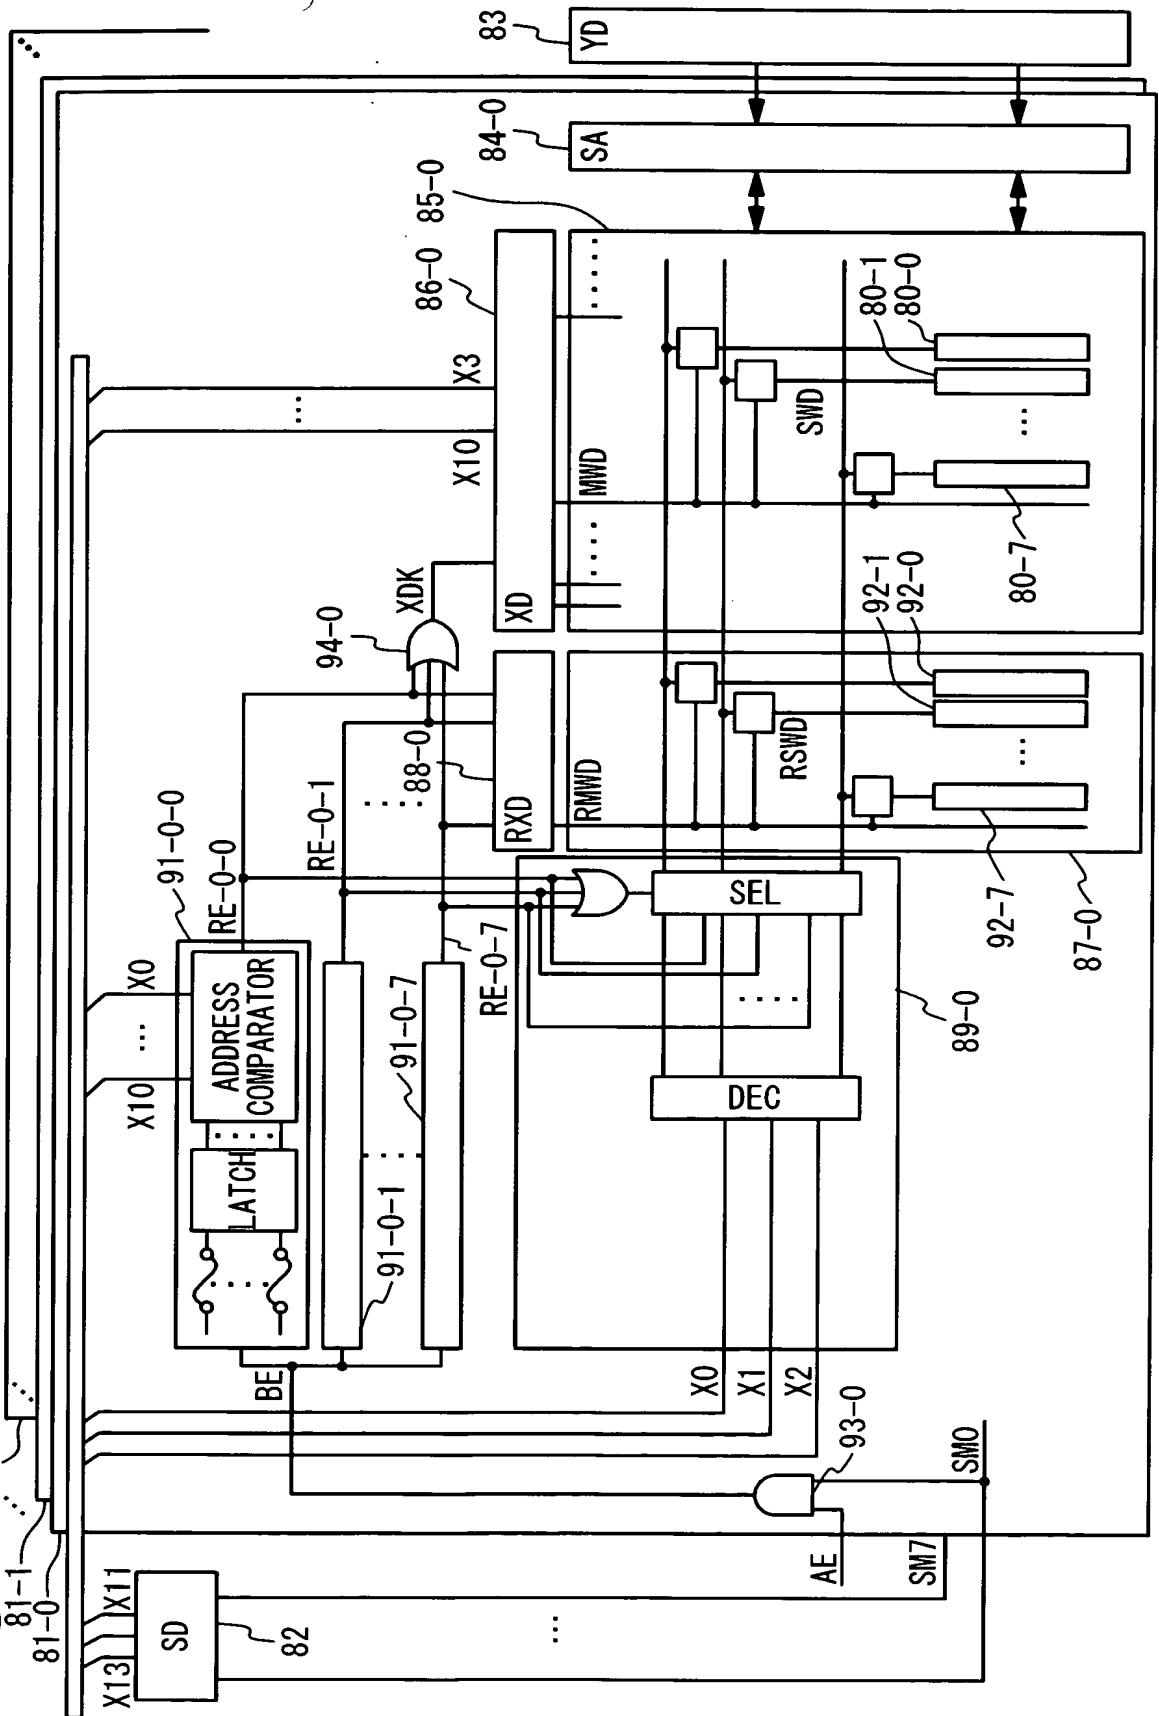 81-1
81-0
X13
X11
SD
82
SM7
SM0
AE
93-0
BE
X10
...
X0
91-0-0
LATCH
ADDRESS
COMPARATOR
RE-0-0
91-0-1
91-0-7
RE-0-1
RE-0-7
X0
X1
X2
DEC
SEL
89-0
94-0
XDK
88-0
RXD
RMWD
RSWD
92-1
92-0
92-7
87-0
X10
...
X3
86-0
XD
MWD
SWD
85-0
80-1
80-0
80-7
84-0
SA
83
YD